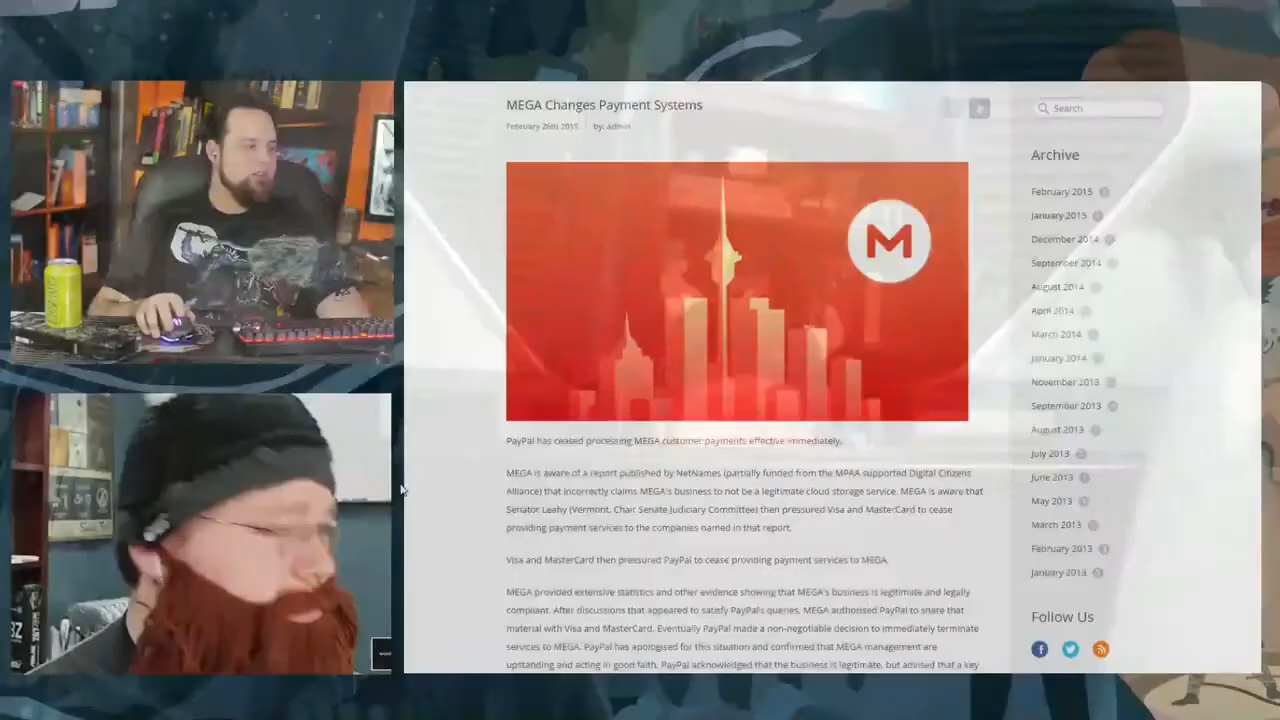 MEGA Changes Payment Systems
February 26th 2015 | by: admin
M
PayPal has ceased processing MEGA customer payments effective immediately.
MEGA is aware of a report published by NetNames (partially funded from the MPAA supported Digital Citizens
Alliance) that incorrectly claims MEGA's business to not be a legitimate cloud storage service. MEGA is aware that
Senator Leahy (Vermont, Chair Senate Judiciary Committee) then pressured Visa and MasterCard to cease
providing payment services to the companies named in that report.
Visa and MasterCard then pressured PayPal to cease providing payment services to MEGA.
MEGA provided extensive statistics and other evidence showing that MEGA's business is legitimate and legally
compliant. After discussions that appeared to satisfy PayPal's queries, MEGA authorised PayPal to share that
material with Visa and MasterCard. Eventually PayPal made a non-negotiable decision to immediately terminate
services to MEGA. PayPal has apologised for this situation and confirmed that MEGA management are
upstanding and acting in good faith. PayPal acknowledged that the business is legitimate, but advised that a key
Search
Archive
February 2015
January 2015
December 2014
September 2014
August 2014
April 2014
March 2014
January 2014
November 2013
September 2013
August 2013
July 2013
June 2013
May 2013
March 2013
February 2013
January 2013
Follow Us